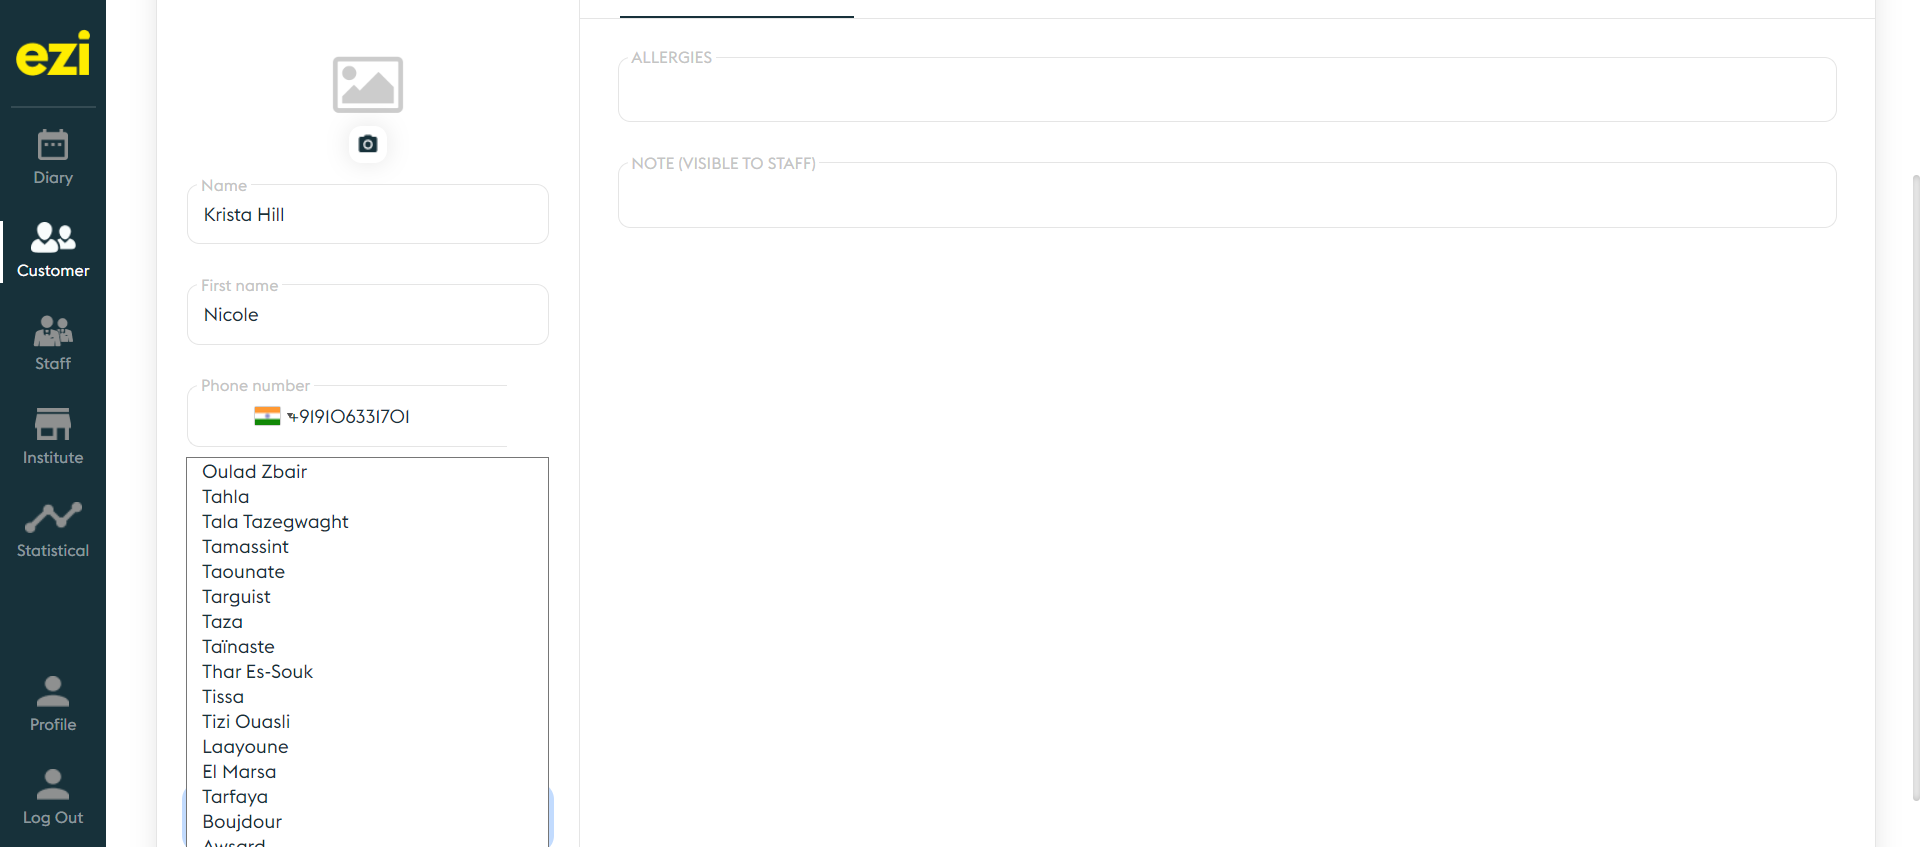 ezi
Diary
Customer
Staff
Institute
Statistical
Profile
Log Out
Name
Krista Hill
First name
Nicole
Phone number
+919106331701
Oulad Zbair
Tahla
Tala Tazegwaght
Tamassint
Taounate
Targuist
Taza
Taïnaste
Thar Es-Souk
Tissa
Tizi Ouasli
Laayoune
El Marsa
Tarfaya
Boujdour
Awsard
ALLERGIES
NOTE (VISIBLE TO STAFF)